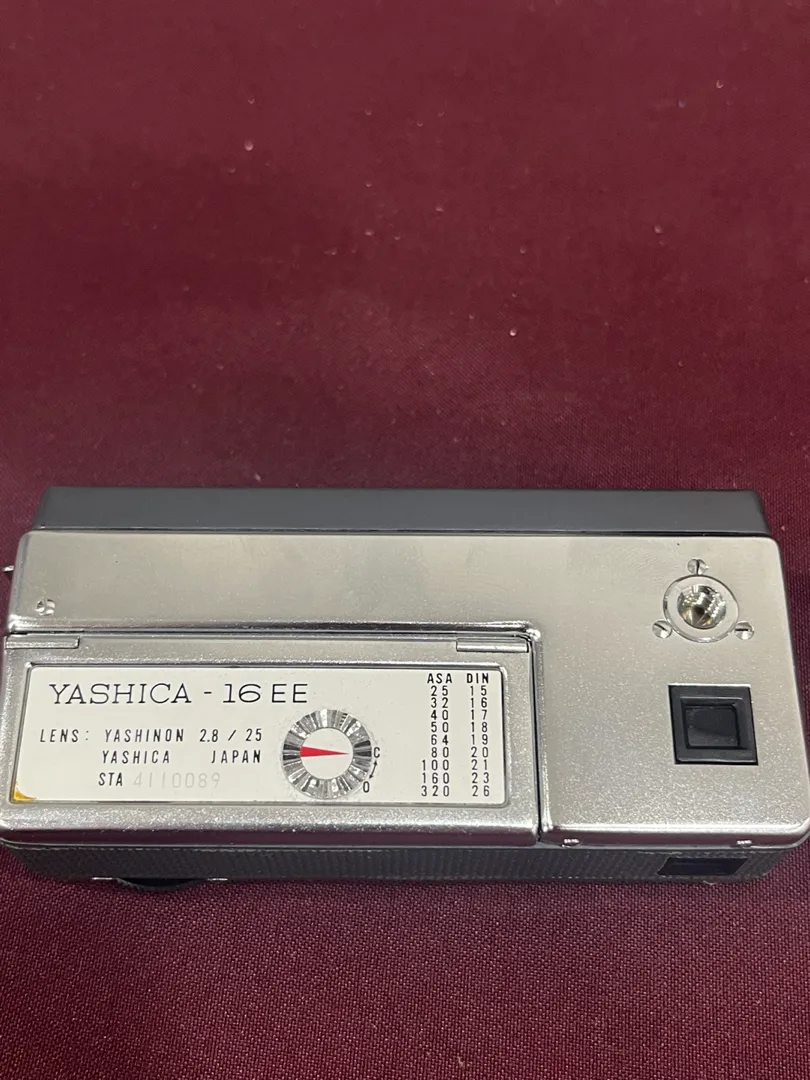 YASHICA - 16 EE
LENS: YASHINON 2.8 / 25
YASHICA JAPAN
STA 4110089
C
O
ASA DIN
25 15
32 16
40 17
50 18
64 19
80 20
100 21
160 23
320 26